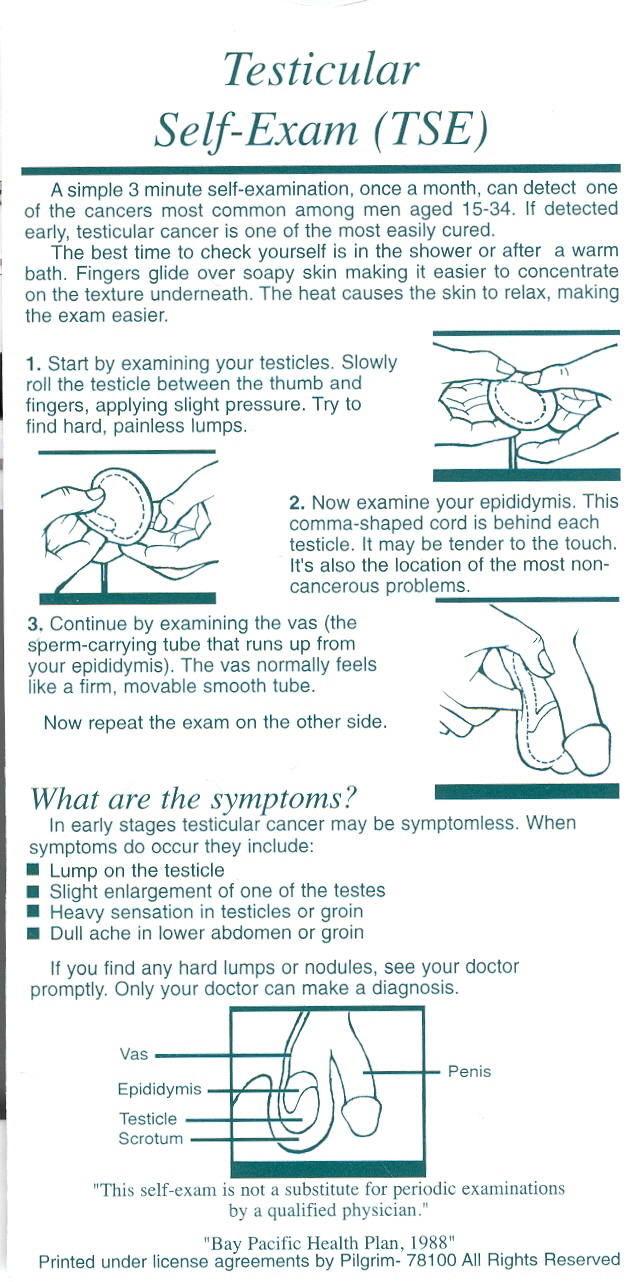 Testicular
Self-Exam (TSE)
A simple 3 minute self-examination, once a month, can detect one
of the cancers most common among men aged 15-34. If detected
early, testicular cancer is one of the most easily cured.
The best time to check yourself is in the shower or after a warm
bath. Fingers glide over soapy skin making it easier to concentrate
on the texture underneath. The heat causes the skin to relax, making
the exam easier.
1. Start by examining your testicles. Slowly
roll the testicle between the thumb and
fingers, applying slight pressure. Try to
find hard, painless lumps.
2. Now examine your epididymis. This
comma-shaped cord is behind each
testicle. It may be tender to the touch.
It's also the location of the most non-
cancerous problems.
3. Continue by examining the vas (the
sperm-carrying tube that runs up from
your epididymis). The vas normally feels
like a firm, movable smooth tube.
Now repeat the exam on the other side.
What are the symptoms?
In early stages testicular cancer may be symptomless. When
symptoms do occur they include:
■ Lump on the testicle
■ Slight enlargement of one of the testes
■ Heavy sensation in testicles or groin
■ Dull ache in lower abdomen or groin
If you find any hard lumps or nodules, see your doctor
promptly. Only your doctor can make a diagnosis.
Vas
Penis
Epididymis
Testicle
Scrotum
"This self-exam is not a substitute for periodic examinations
by a qualified physician."
"Bay Pacific Health Plan, 1988"
Printed under license agreements by Pilgrim- 78100 All Rights Reserved